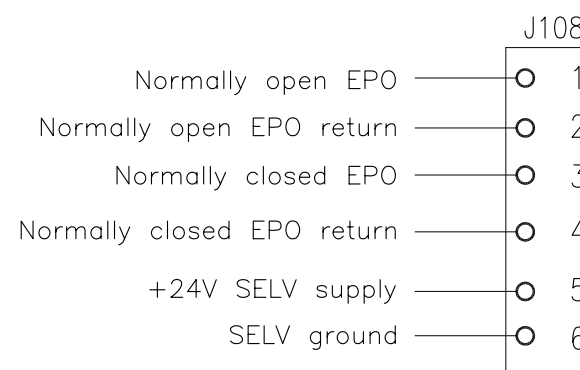 J108
Normally open EPO 1
Normally open EPO return 2
Normally closed EPO 3
Normally closed EPO return 4
+24V SELV supply 5
SELV ground 6